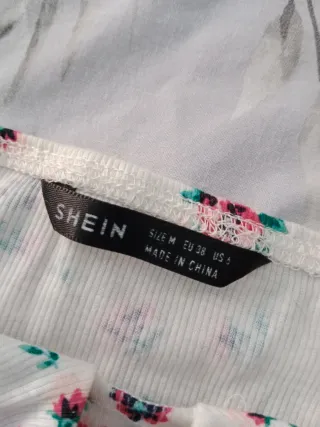 SHEIN
SIZE M EU 38 US 6
MADE IN CHINA